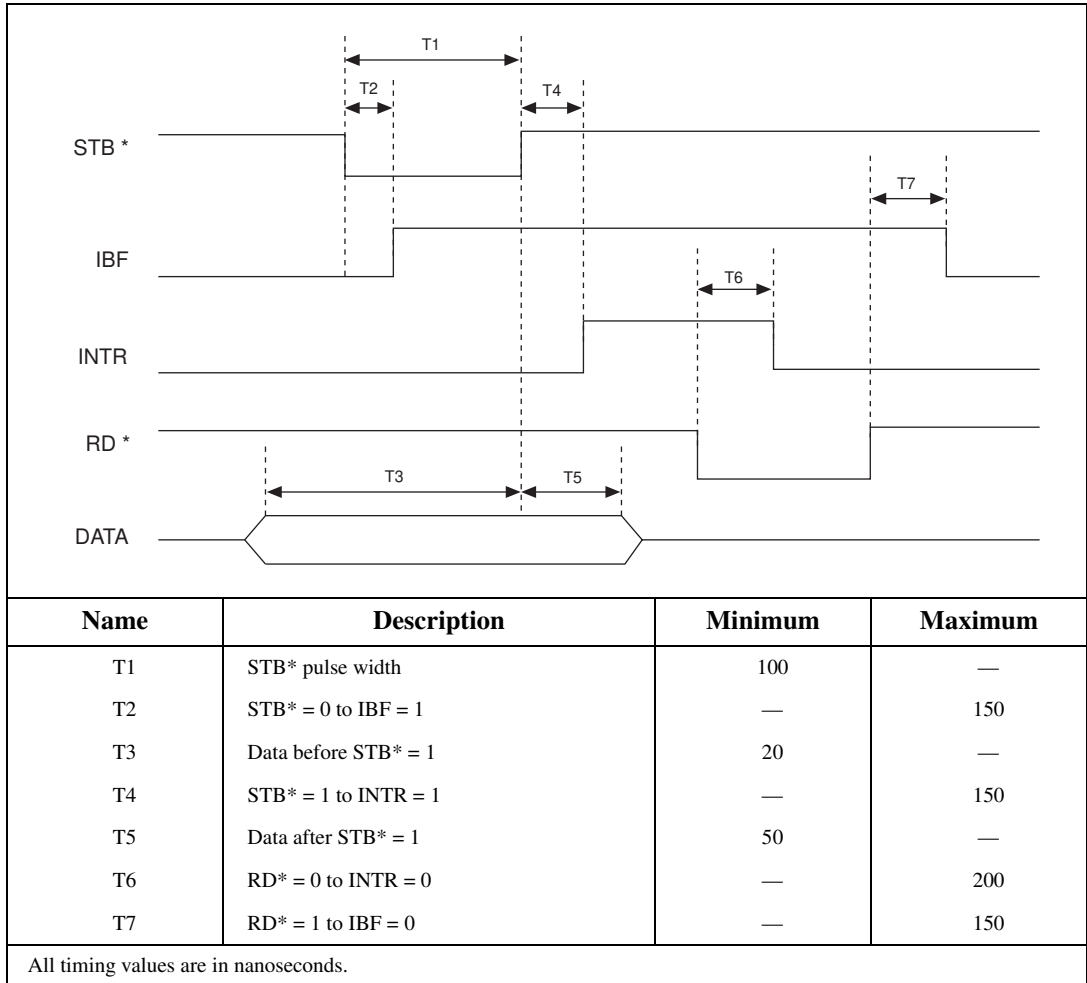 T1
T2
T4
STB *
T7
IBF
T6
INTR
RD *
T3
T5
DATA
Name Description Minimum Maximum
T1 STB* pulse width 100 —
T2 STB* = 0 to IBF = 1 — 150
T3 Data before STB* = 1 20 —
T4 STB* = 1 to INTR = 1 — 150
T5 Data after STB* = 1 50 —
T6 RD* = 0 to INTR = 0 — 200
T7 RD* = 1 to IBF = 0 — 150
All timing values are in nanoseconds.